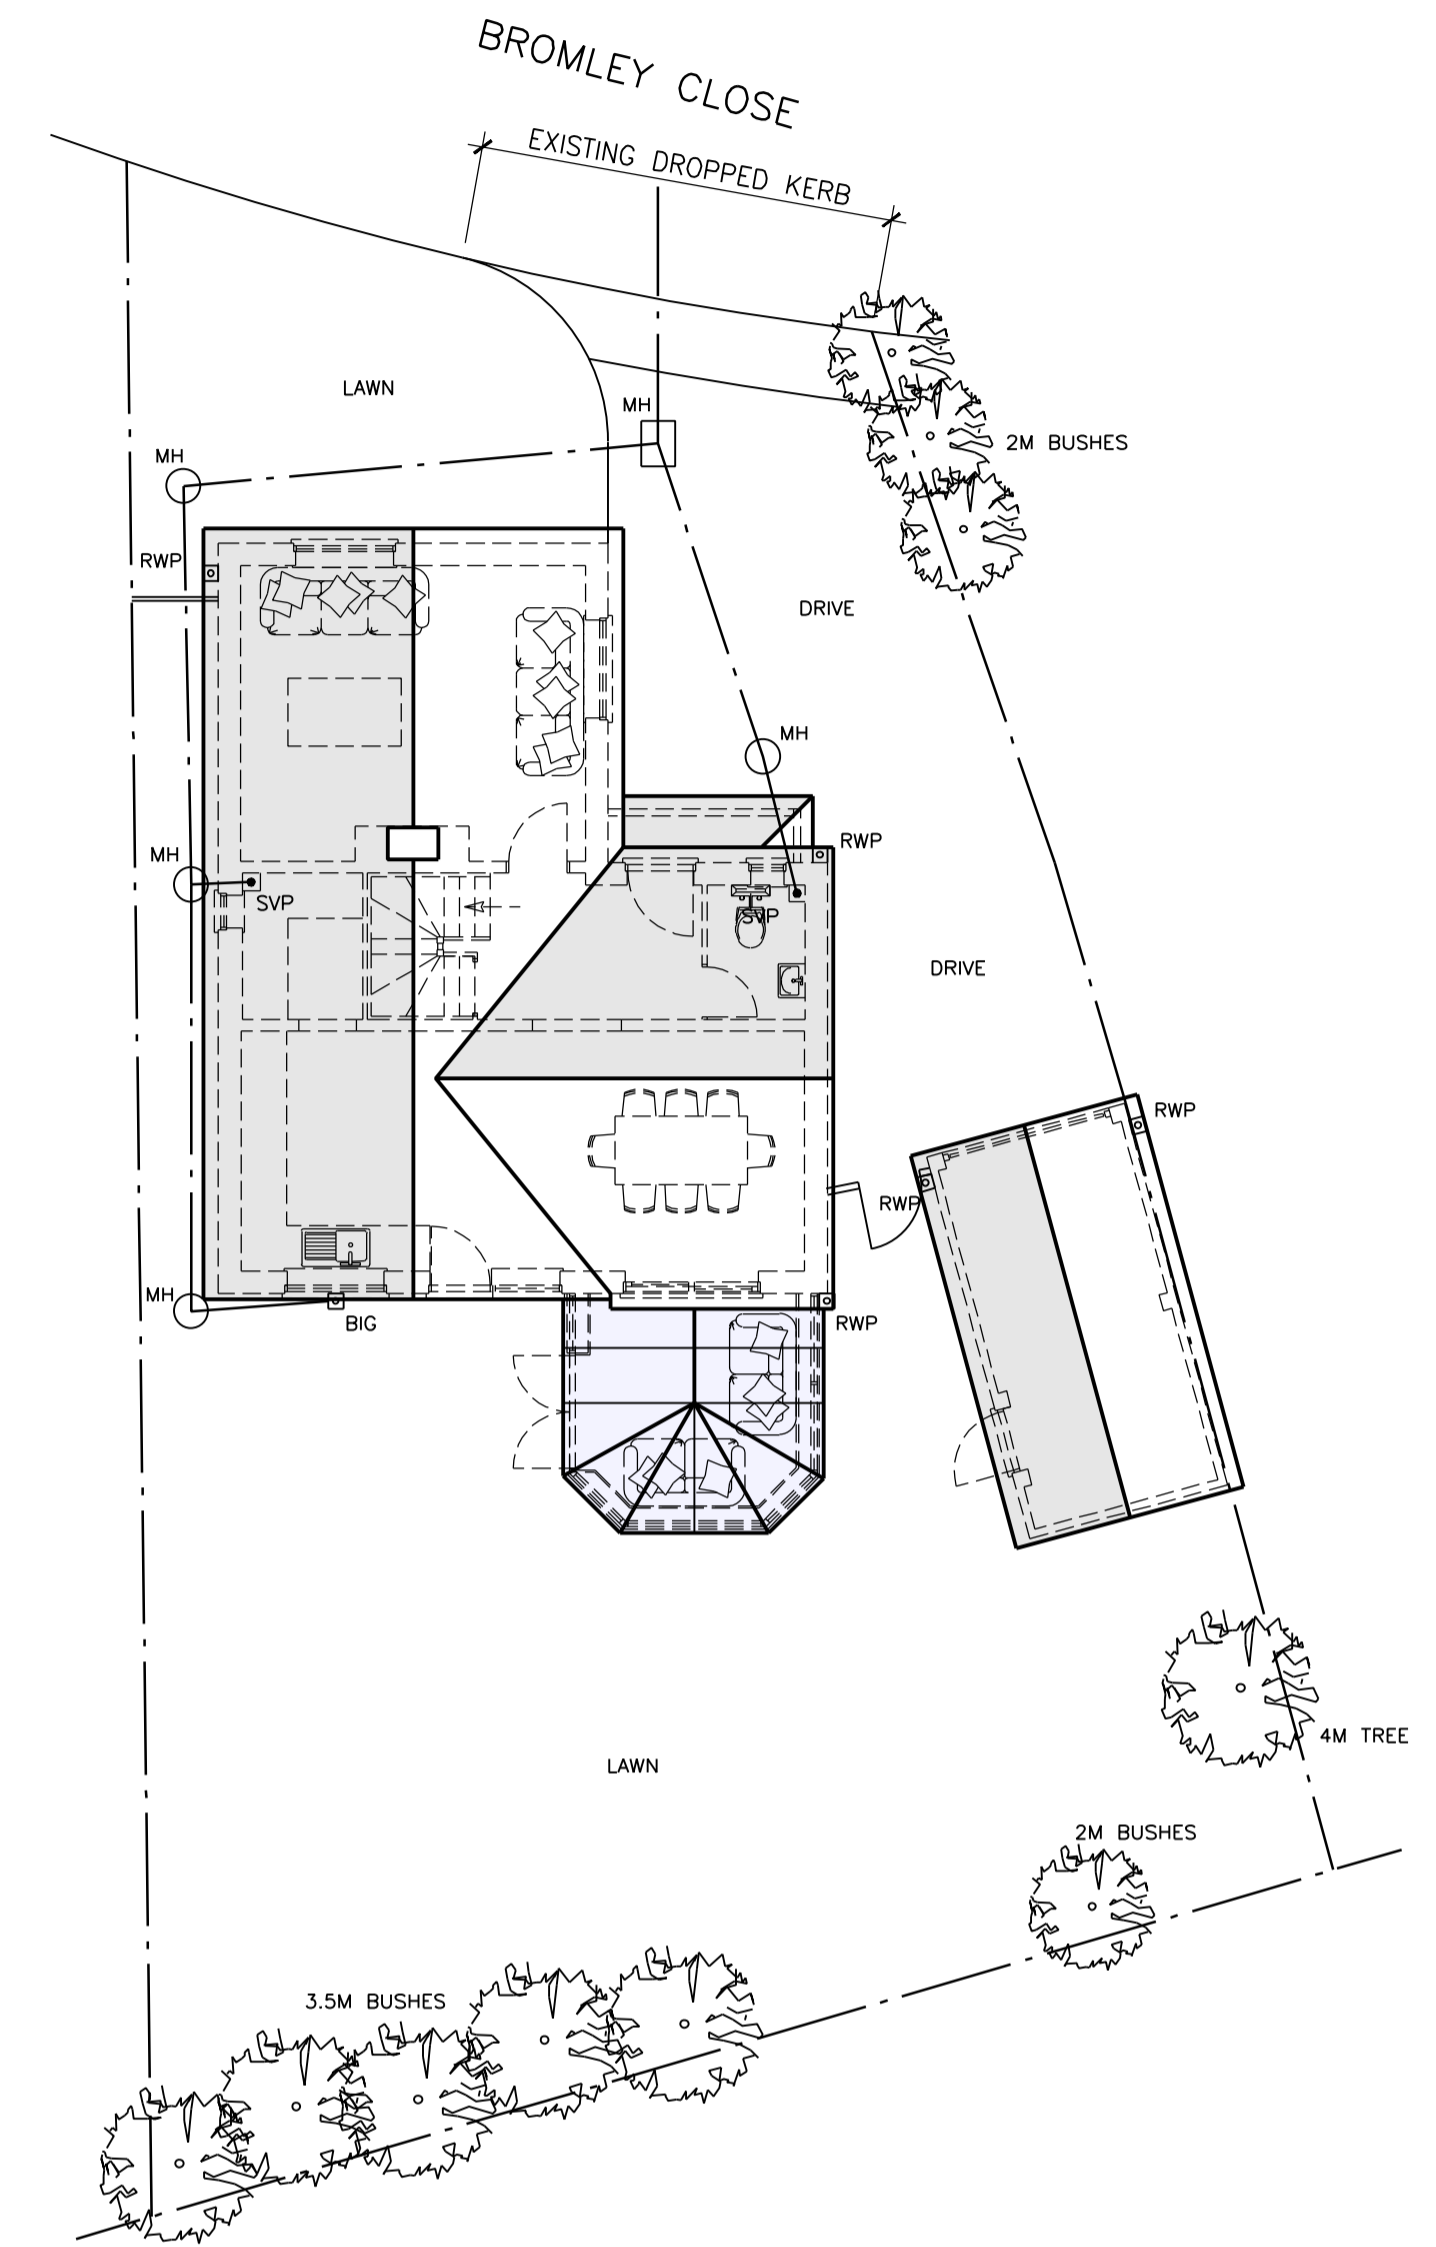 BROMLEY CLOSE
EXISTING DROPPED KERB
LAWN
MH
2M BUSHES
MH
RWP
DRIVE
MH
RWP
MH
SVP
SVP
DRIVE
RWP
RWP
MH
BIG
RWP
4M TREE
LAWN
2M BUSHES
3.5M BUSHES